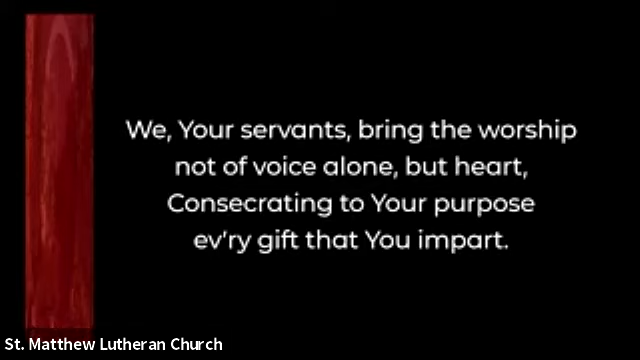 We, Your servants, bring the worship
not of voice alone, but heart,
Consecrating to Your purpose
ev'ry gift that You impart.
St. Matthew Lutheran Church